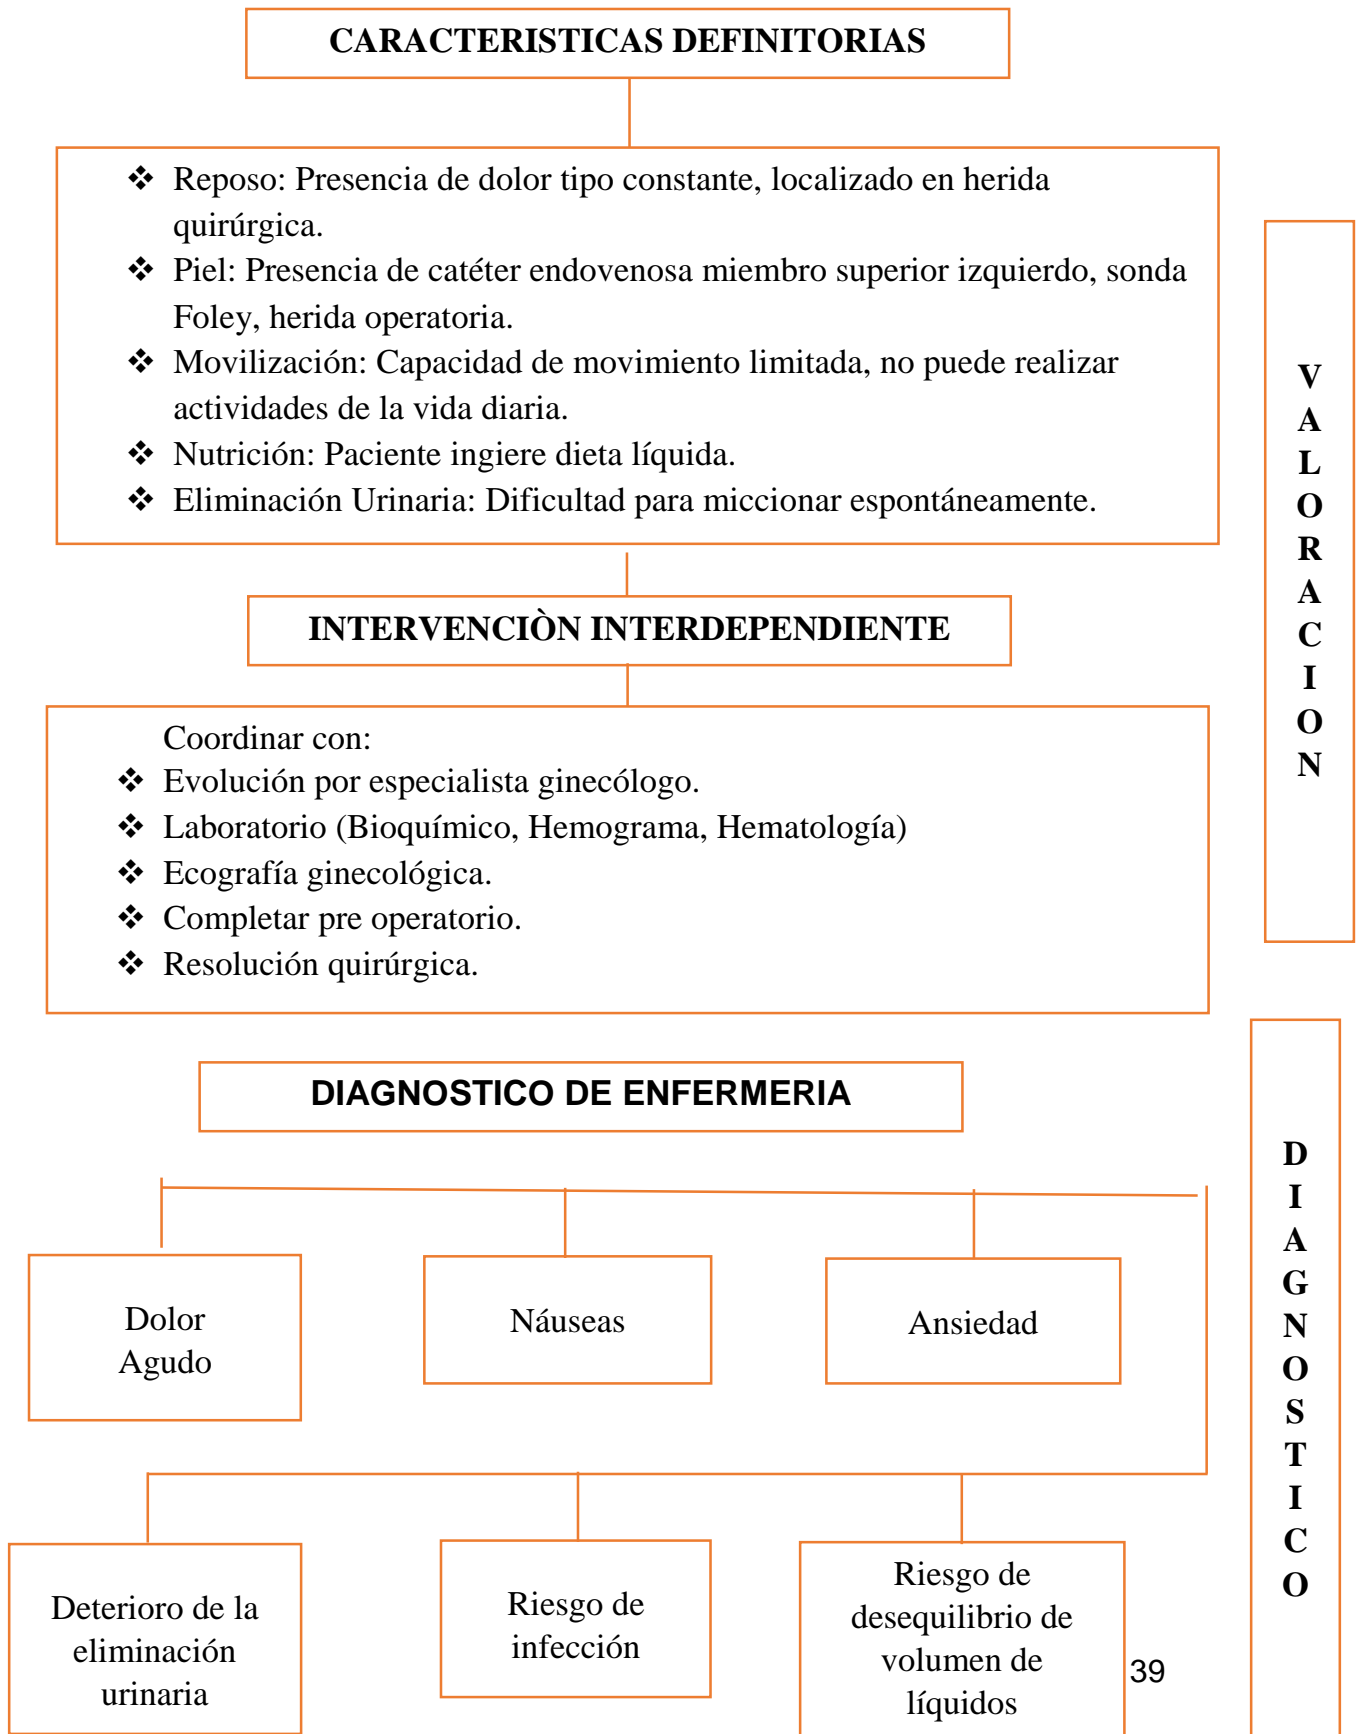 CARACTERISTICAS DEFINITORIAS
❖ Reposo: Presencia de dolor tipo constante, localizado en herida
quirúrgica.
❖ Piel: Presencia de catéter endovenosa miembro superior izquierdo, sonda
Foley, herida operatoria.
❖ Movilización: Capacidad de movimiento limitada, no puede realizar
actividades de la vida diaria.
❖ Nutrición: Paciente ingiere dieta líquida.
❖ Eliminación Urinaria: Dificultad para miccionar espontáneamente.
INTERVENCIÒN INTERDEPENDIENTE
Coordinar con:
❖ Evolución por especialista ginecólogo.
❖ Laboratorio (Bioquímico, Hemograma, Hematología)
❖ Ecografía ginecológica.
❖ Completar pre operatorio.
❖ Resolución quirúrgica.
V
A
L
O
R
A
C
I
O
N
DIAGNOSTICO DE ENFERMERIA
Dolor
Agudo
Náuseas
Ansiedad
Deterioro de la
eliminación
urinaria
Riesgo de
infección
Riesgo de
desequilibrio de
volumen de
líquidos
D
I
A
G
N
O
S
T
I
C
O
39